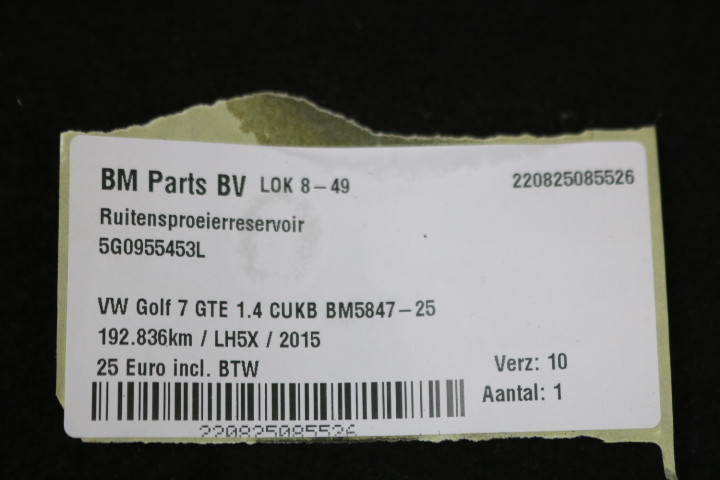 BM Parts BV LOK 8-49 220825085526
Ruitensproeierreservoir
5G0955453L
VW Golf 7 GTE 1.4 CUKB BM5847-25
192.836km / LH5X / 2015
25 Euro incl. BTW Verz: 10
Aantal: 1
220825085526